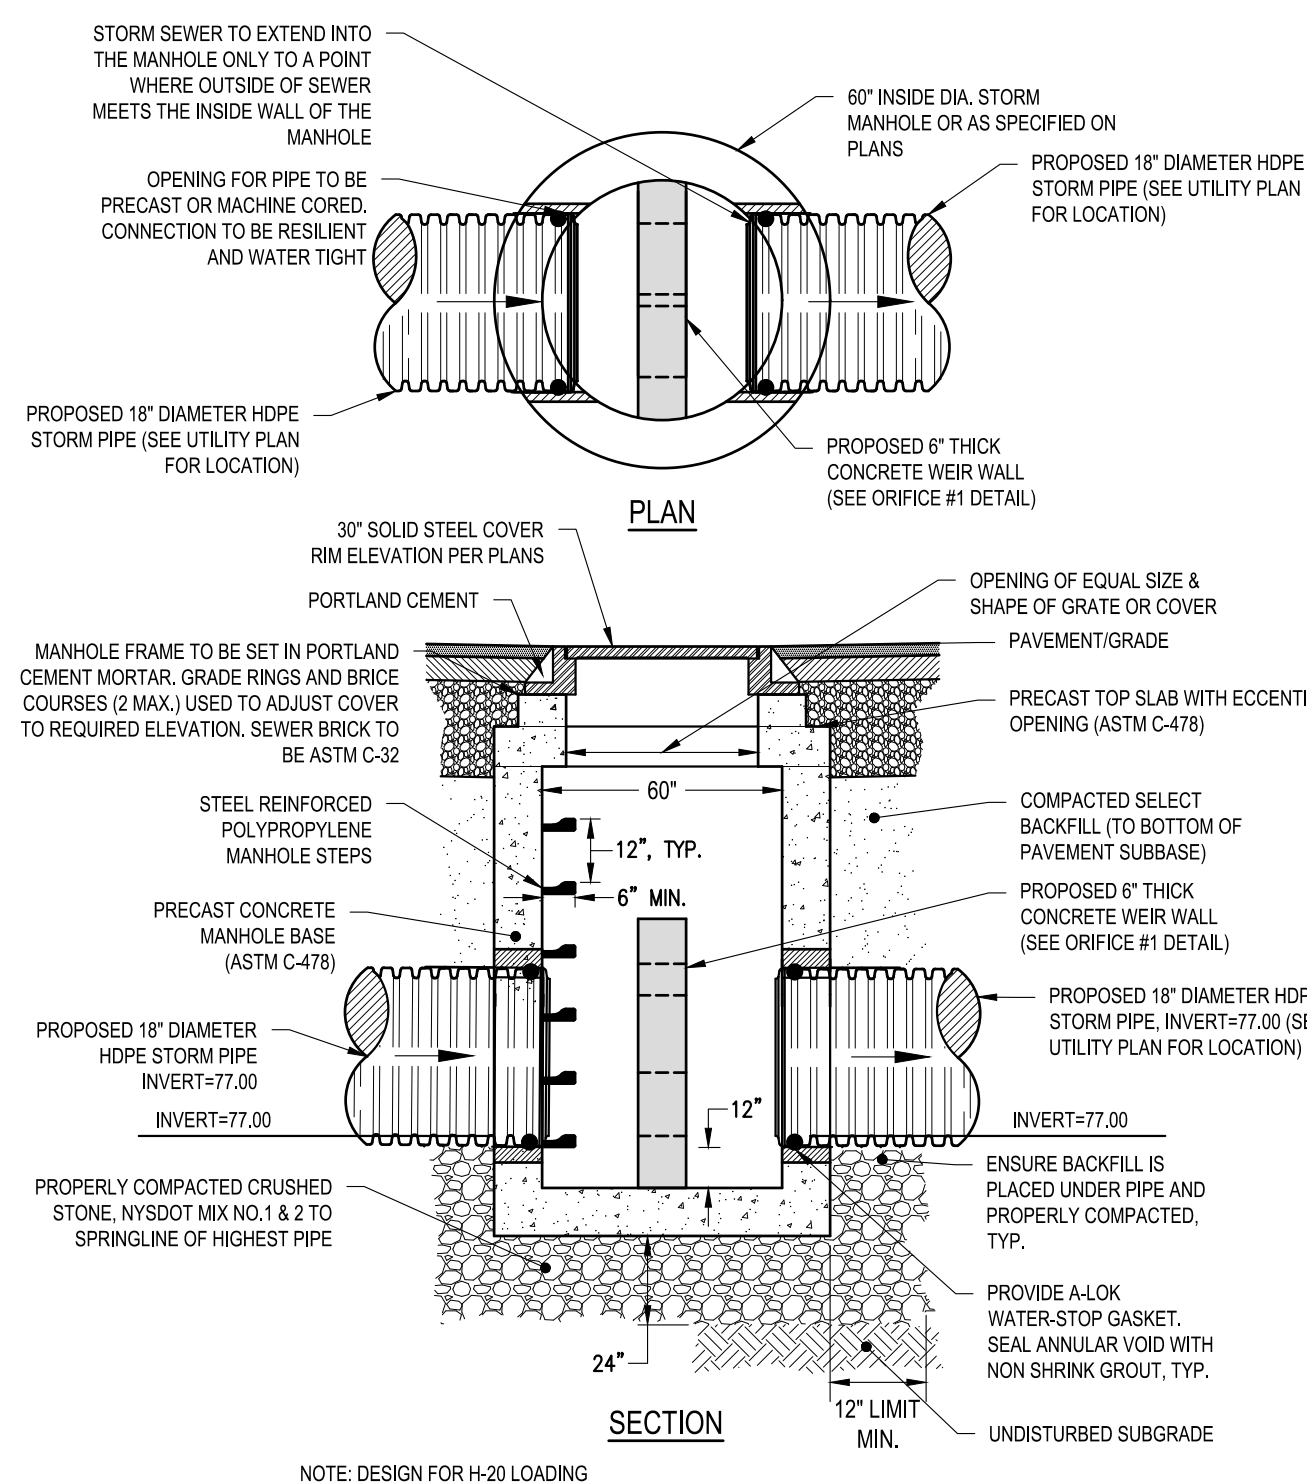 STORM SEWER TO EXTEND INTO
THE MANHOLE ONLY TO A POINT
WHERE OUTSIDE OF SEWER
MEETS THE INSIDE WALL OF THE
MANHOLE
60" INSIDE DIA. STORM
MANHOLE OR AS SPECIFIED ON
PLANS
OPENING FOR PIPE TO BE
PRECAST OR MACHINE CORED.
CONNECTION TO BE RESILIENT
AND WATER TIGHT
PROPOSED 18" DIAMETER HDPE
STORM PIPE (SEE UTILITY PLAN
FOR LOCATION)
PROPOSED 18" DIAMETER HDPE
STORM PIPE (SEE UTILITY PLAN
FOR LOCATION)
PROPOSED 6" THICK
CONCRETE WEIR WALL
(SEE ORIFICE #1 DETAIL)
PLAN
30" SOLID STEEL COVER
RIM ELEVATION PER PLANS
OPENING OF EQUAL SIZE &
SHAPE OF GRATE OR COVER
PORTLAND CEMENT
PAVEMENT/GRADE
MANHOLE FRAME TO BE SET IN PORTLAND
CEMENT MORTAR. GRADE RINGS AND BRICE
COURSES (2 MAX.) USED TO ADJUST COVER
TO REQUIRED ELEVATION. SEWER BRICK TO
BE ASTM C-32
PRECAST TOP SLAB WITH ECCENTI
OPENING (ASTM C-478)
60"
STEEL REINFORCED
POLYPROPYLENE
MANHOLE STEPS
12", TYP.
6" MIN.
COMPACTED SELECT
BACKFILL (TO BOTTOM OF
PAVEMENT SUBBASE)
PRECAST CONCRETE
MANHOLE BASE
(ASTM C-478)
PROPOSED 6" THICK
CONCRETE WEIR WALL
(SEE ORIFICE #1 DETAIL)
PROPOSED 18" DIAMETER
HDPE STORM PIPE
INVERT=77.00
PROPOSED 18" DIAMETER HDP
STORM PIPE, INVERT=77.00 (SE
UTILITY PLAN FOR LOCATION)
INVERT=77.00
12"
INVERT=77.00
PROPERLY COMPACTED CRUSHED
STONE, NYSDOT MIX NO.1 & 2 TO
SPRINGLINE OF HIGHEST PIPE
ENSURE BACKFILL IS
PLACED UNDER PIPE AND
PROPERLY COMPACTED,
TYP.
PROVIDE A-LOK
WATER-STOP GASKET.
SEAL ANNULAR VOID WITH
NON SHRINK GROUT, TYP.
24"
12" LIMIT
MIN.
UNDISTURBED SUBGRADE
SECTION
NOTE: DESIGN FOR H-20 LOADING